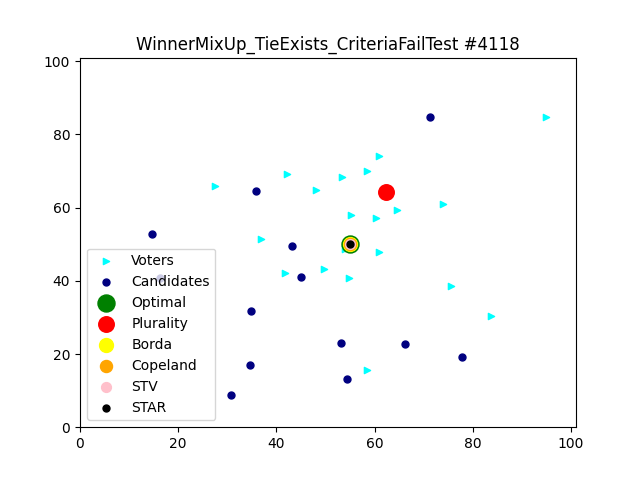 WinnerMixUp_TieExists_CriteriaFailTest #4118
100
80
60
40
20
0
Voters
Candidates
Optimal
Plurality
Borda
Copeland
STV
STAR
0 20 40 60 80 100